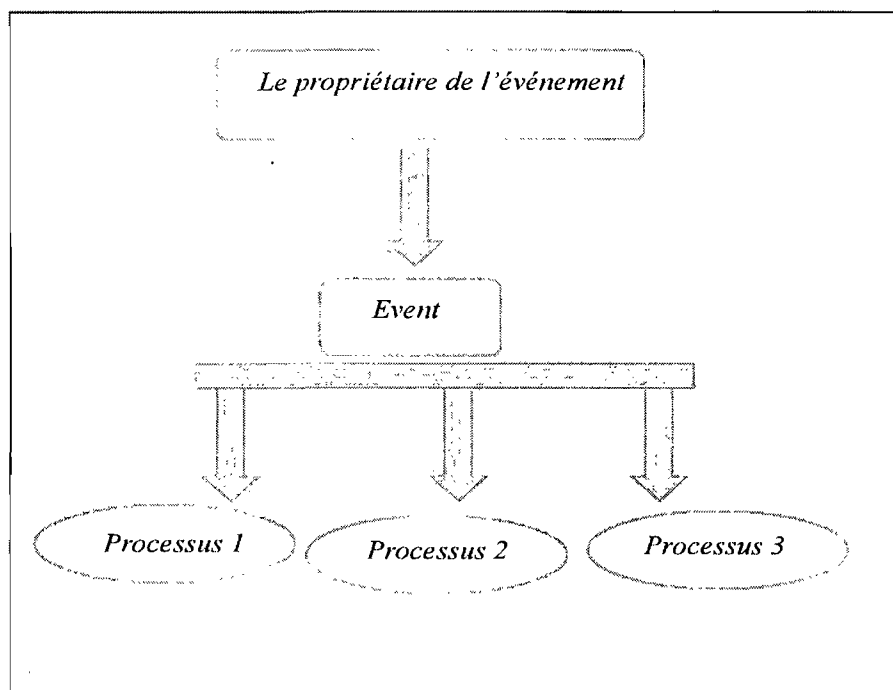 Le propriétaire de l'événement
Event
Processus 1
Processus 2
Processus 3